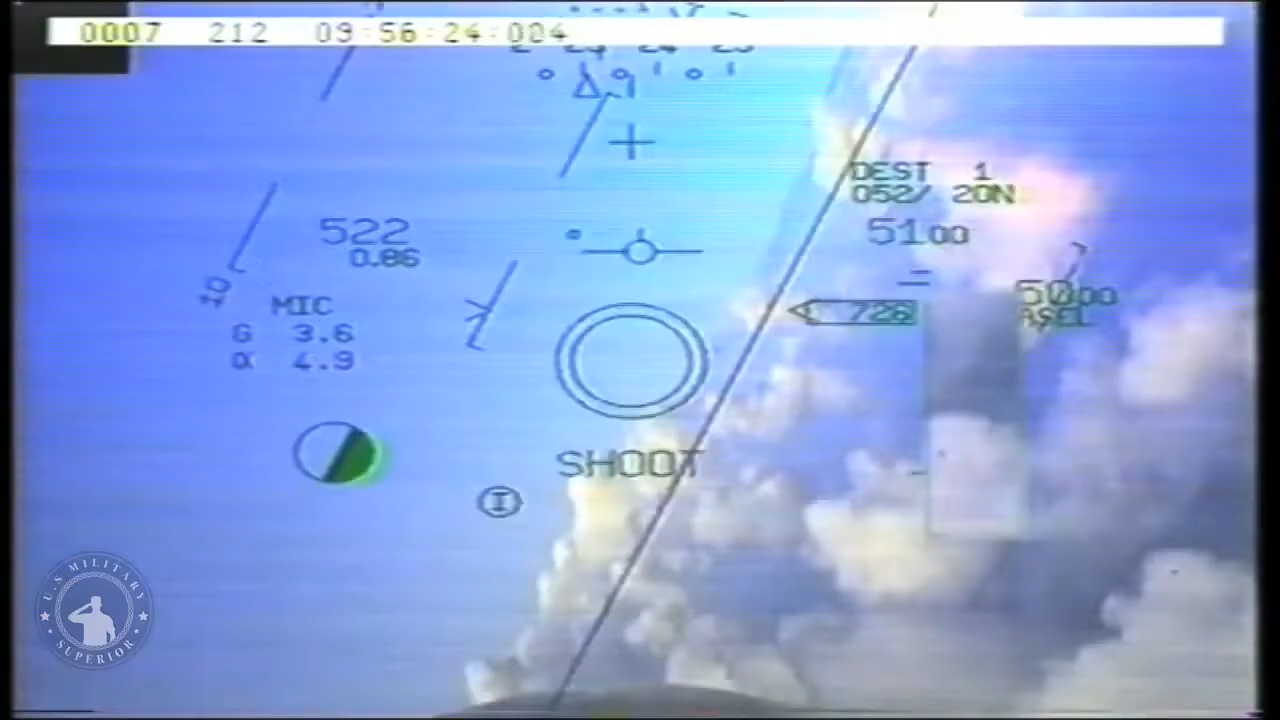 0007 212 09:56:24:004
DEST 1
052/ 20N
522
0.86
5100
5000
ASEL
726
10
MIC
G 3.6
α 4.9
SHOOT
I
U.S MILITARY
SUPERIOR